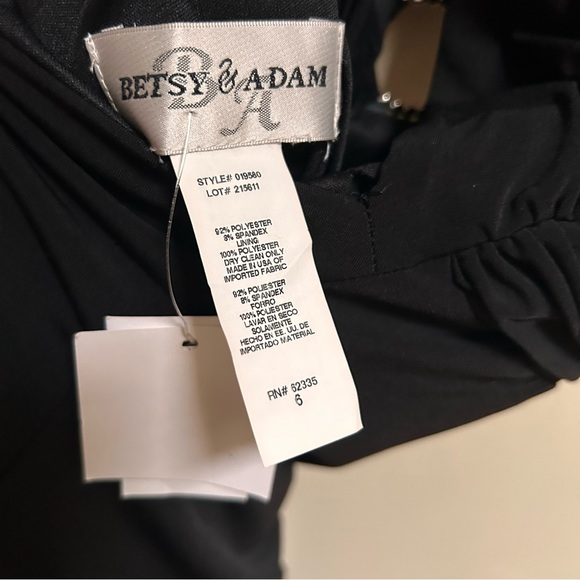 BETSY & ADAM
B
A
STYLE# 019560
LOT# 215611
92% POLYESTER
8% SPANDEX
LINING:
100% POLYESTER
DRY CLEAN ONLY
MADE IN USA OF
IMPORTED FABRIC
92% POLIESTER
8% SPANDEX
FORRO
100% POLIESTER
LAVAR EN SECO
SOLAMENTE
HECHO EN EE. UU. DE
IMPORTADO MATERIAL
RN# 62335
6